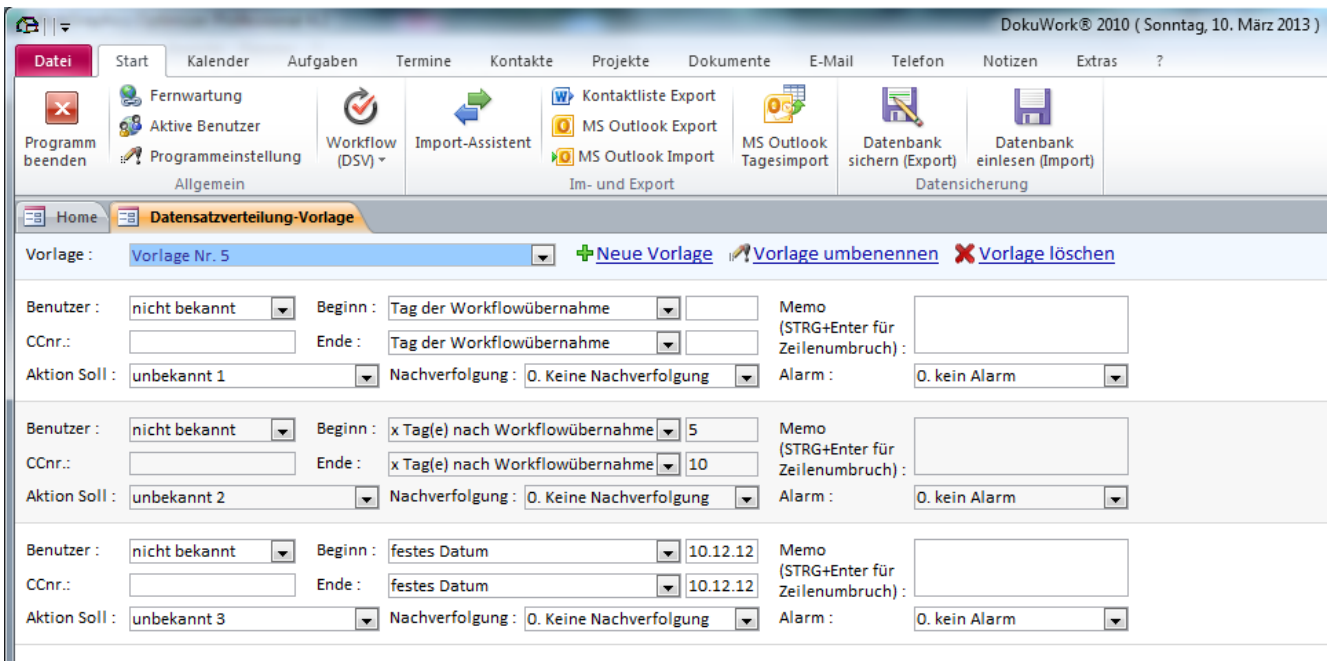 DokuWork® 2010 ( Sonntag, 10. März 2013 )
Datei Start Kalender Aufgaben Termine Kontakte Projekte Dokumente E-Mail Telefon Notizen Extras ?
Programm beenden
Fernwartung
Aktive Benutzer
Programmeinstellung
Workflow (DSV)
Allgemein
Import-Assistent
Kontaktliste Export
MS Outlook Export
MS Outlook Import
MS Outlook Tagesimport
Im- und Export
Datenbank sichern (Export)
Datenbank einlesen (Import)
Datensicherung
Home Datensatzverteilung-Vorlage
Vorlage : Vorlage Nr. 5 Neue Vorlage Vorlage umbenennen Vorlage löschen
Benutzer : nicht bekannt Beginn : Tag der Workflowübernahme Memo
(STRG+Enter für
CCnr.: Ende : Tag der Workflowübernahme Zeilenumbruch) :
Aktion Soll : unbekannt 1 Nachverfolgung : 0. Keine Nachverfolgung Alarm : 0. kein Alarm
Benutzer : nicht bekannt Beginn : x Tag(e) nach Workflowübernahme 5 Memo
(STRG+Enter für
CCnr.: Ende : x Tag(e) nach Workflowübernahme 10 Zeilenumbruch) :
Aktion Soll : unbekannt 2 Nachverfolgung : 0. Keine Nachverfolgung Alarm : 0. kein Alarm
Benutzer : nicht bekannt Beginn : festes Datum 10.12.12 Memo
(STRG+Enter für
CCnr.: Ende : festes Datum 10.12.12 Zeilenumbruch) :
Aktion Soll : unbekannt 3 Nachverfolgung : 0. Keine Nachverfolgung Alarm : 0. kein Alarm